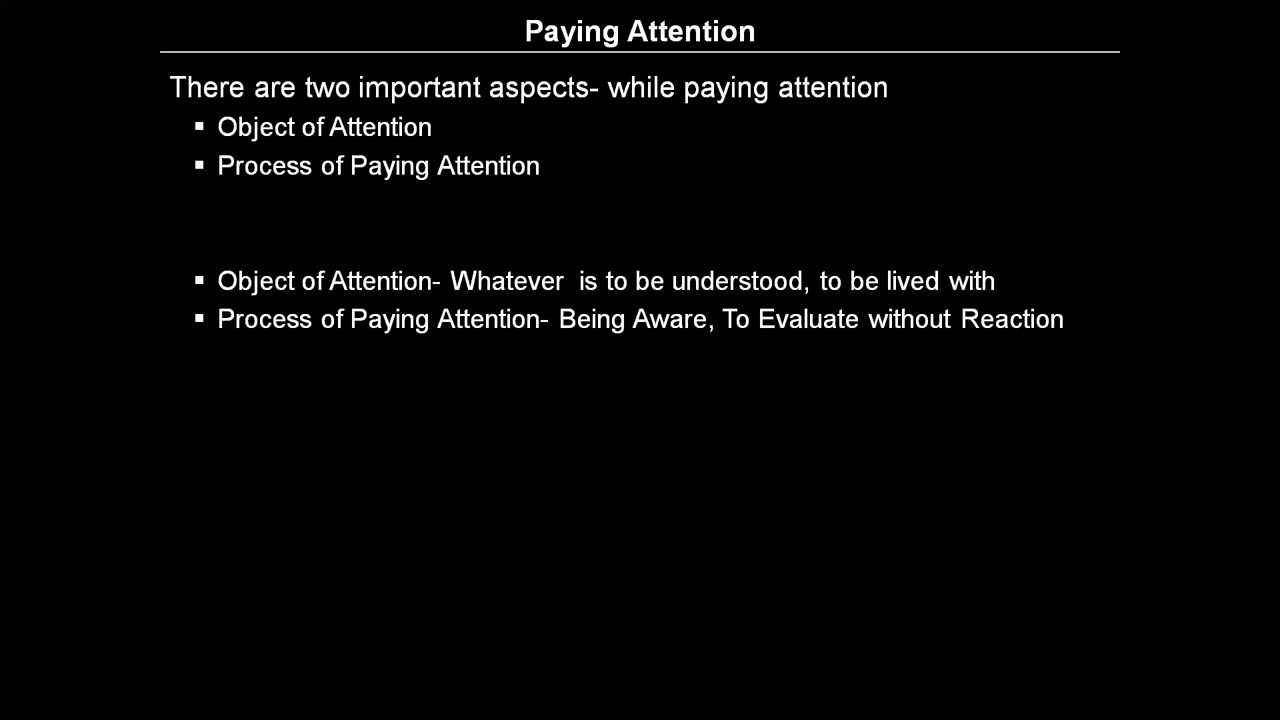 Paying Attention
There are two important aspects- while paying attention
▪ Object of Attention
▪ Process of Paying Attention
▪ Object of Attention- Whatever is to be understood, to be lived with
▪ Process of Paying Attention- Being Aware, To Evaluate without Reaction